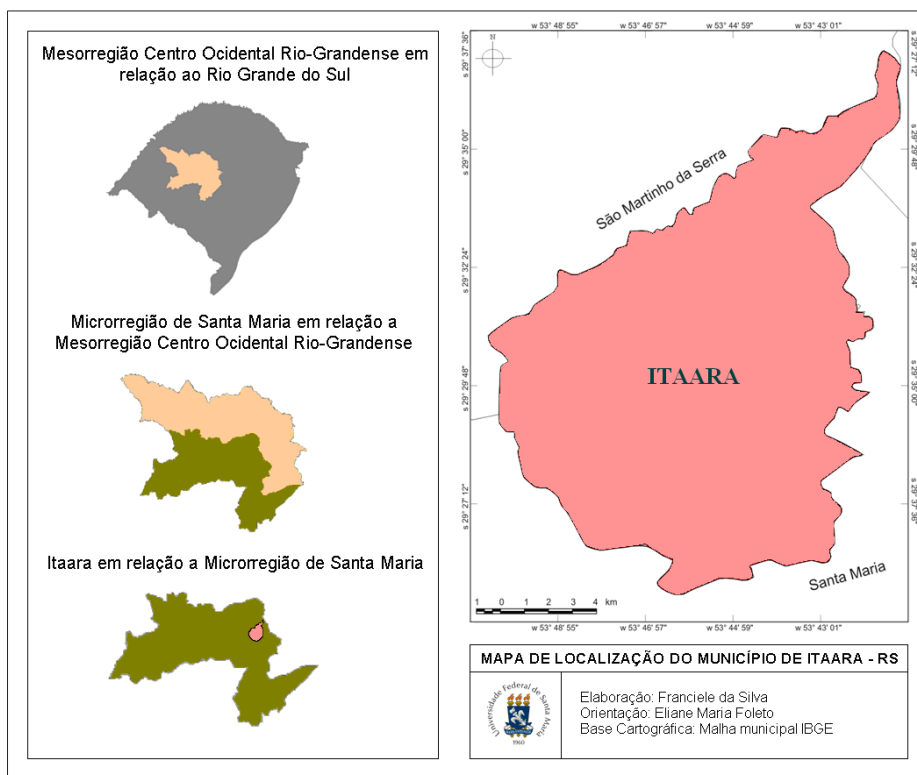 Mesorregião Centro Ocidental Rio-Grandense em
relação ao Rio Grande do Sul
Microrregião de Santa Maria em relação a
Mesorregião Centro Ocidental Rio-Grandense
Itaara em relação a Microrregião de Santa Maria
w 53° 48' 55" w 53° 46' 57" w 53° 44' 59" w 53° 43' 01"
N
s 29° 37' 36"
s 29° 35' 00"
s 29° 32' 24"
s 29° 29' 48"
s 29° 27' 12"
s 29° 27' 12"
s 29° 29' 48"
s 29° 32' 24"
s 29° 35' 00"
s 29° 37' 36"
São Martinho da Serra
ITAARA
Santa Maria
1 0 1 2 3 4 km
w 53° 48' 55" w 53° 46' 57" w 53° 44' 59" w 53° 43' 01"
MAPA DE LOCALIZAÇÃO DO MUNICÍPIO DE ITAARA - RS
Universidade Federal de Santa Maria
1960
Elaboração: Franciele da Silva
Orientação: Eliane Maria Foleto
Base Cartográfica: Malha municipal IBGE